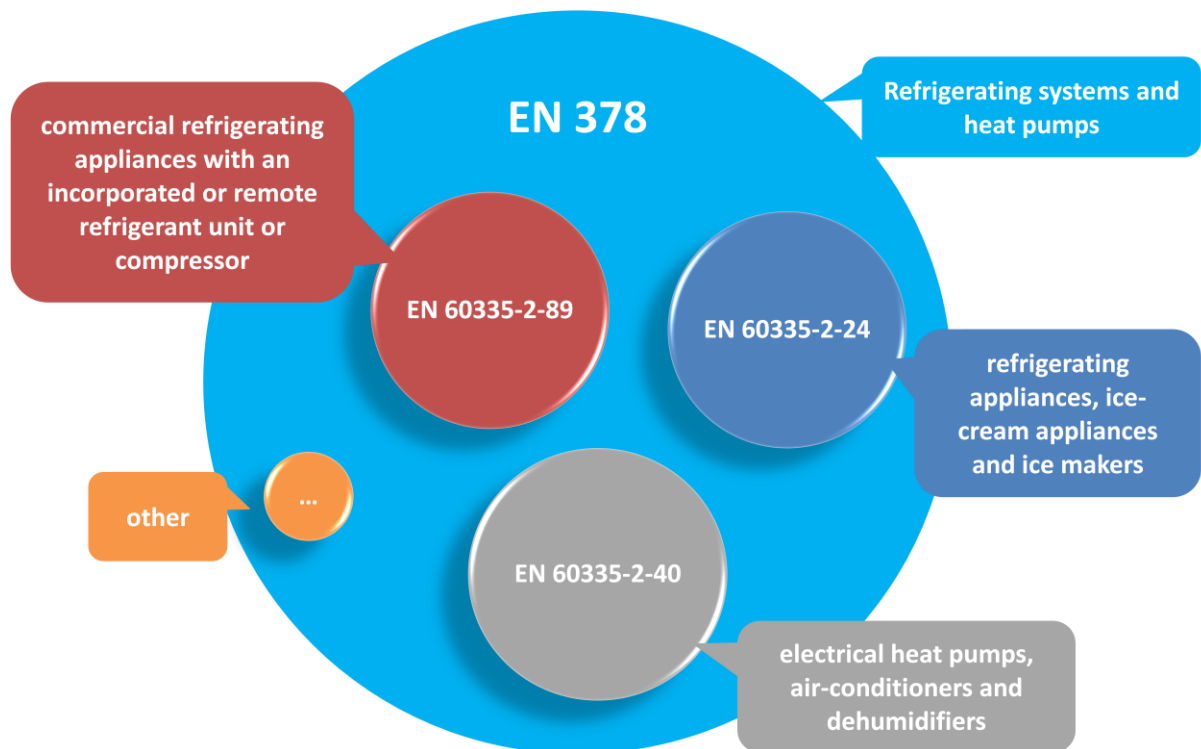 EN 378
Refrigerating systems and
heat pumps
commercial refrigerating
appliances with an
incorporated or remote
refrigerant unit or
compressor
EN 60335-2-89
EN 60335-2-24
refrigerating
appliances, ice-
cream appliances
and ice makers
other
...
EN 60335-2-40
electrical heat pumps,
air-conditioners and
dehumidifiers